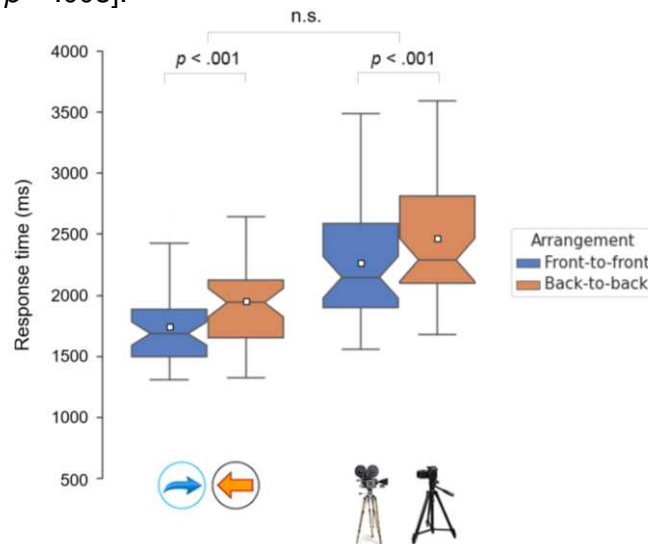 n.s.
4000
p < .001
p < .001
3500
3000
2500
2000
1500
1000
500
Response time (ms)
Arrangement
Front-to-front
Back-to-back